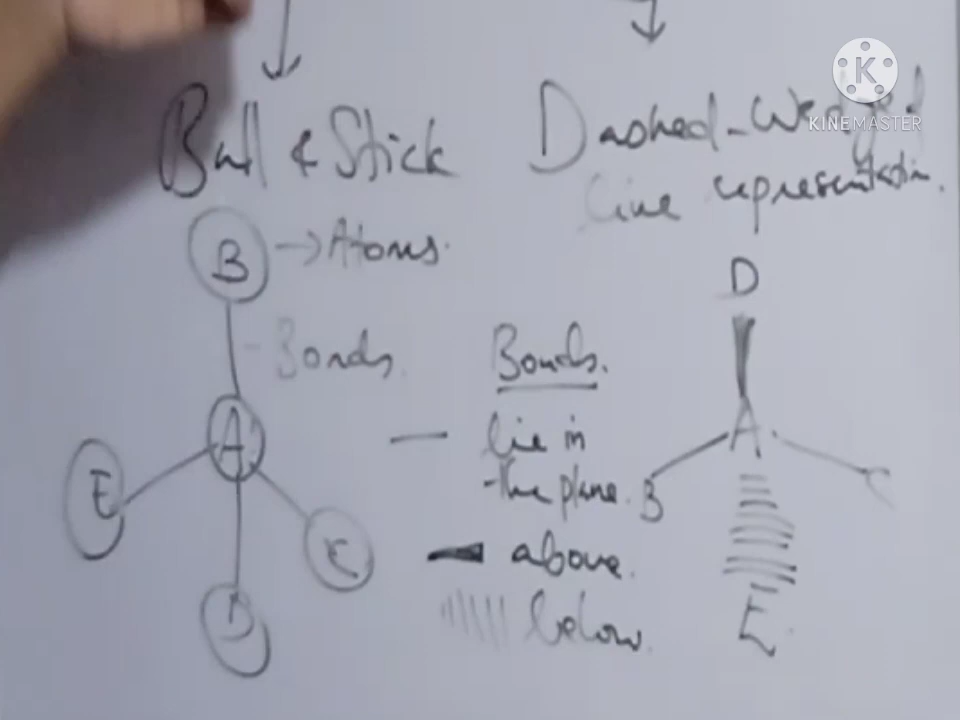 Ball & Stick
B → Atoms.
- Bonds.
A
E
C
D
Dashed-Wedged
line representation.
Bonds.
— lie in
the plane.
above.
below.
D
A
B
C
E
K
KINEMASTER